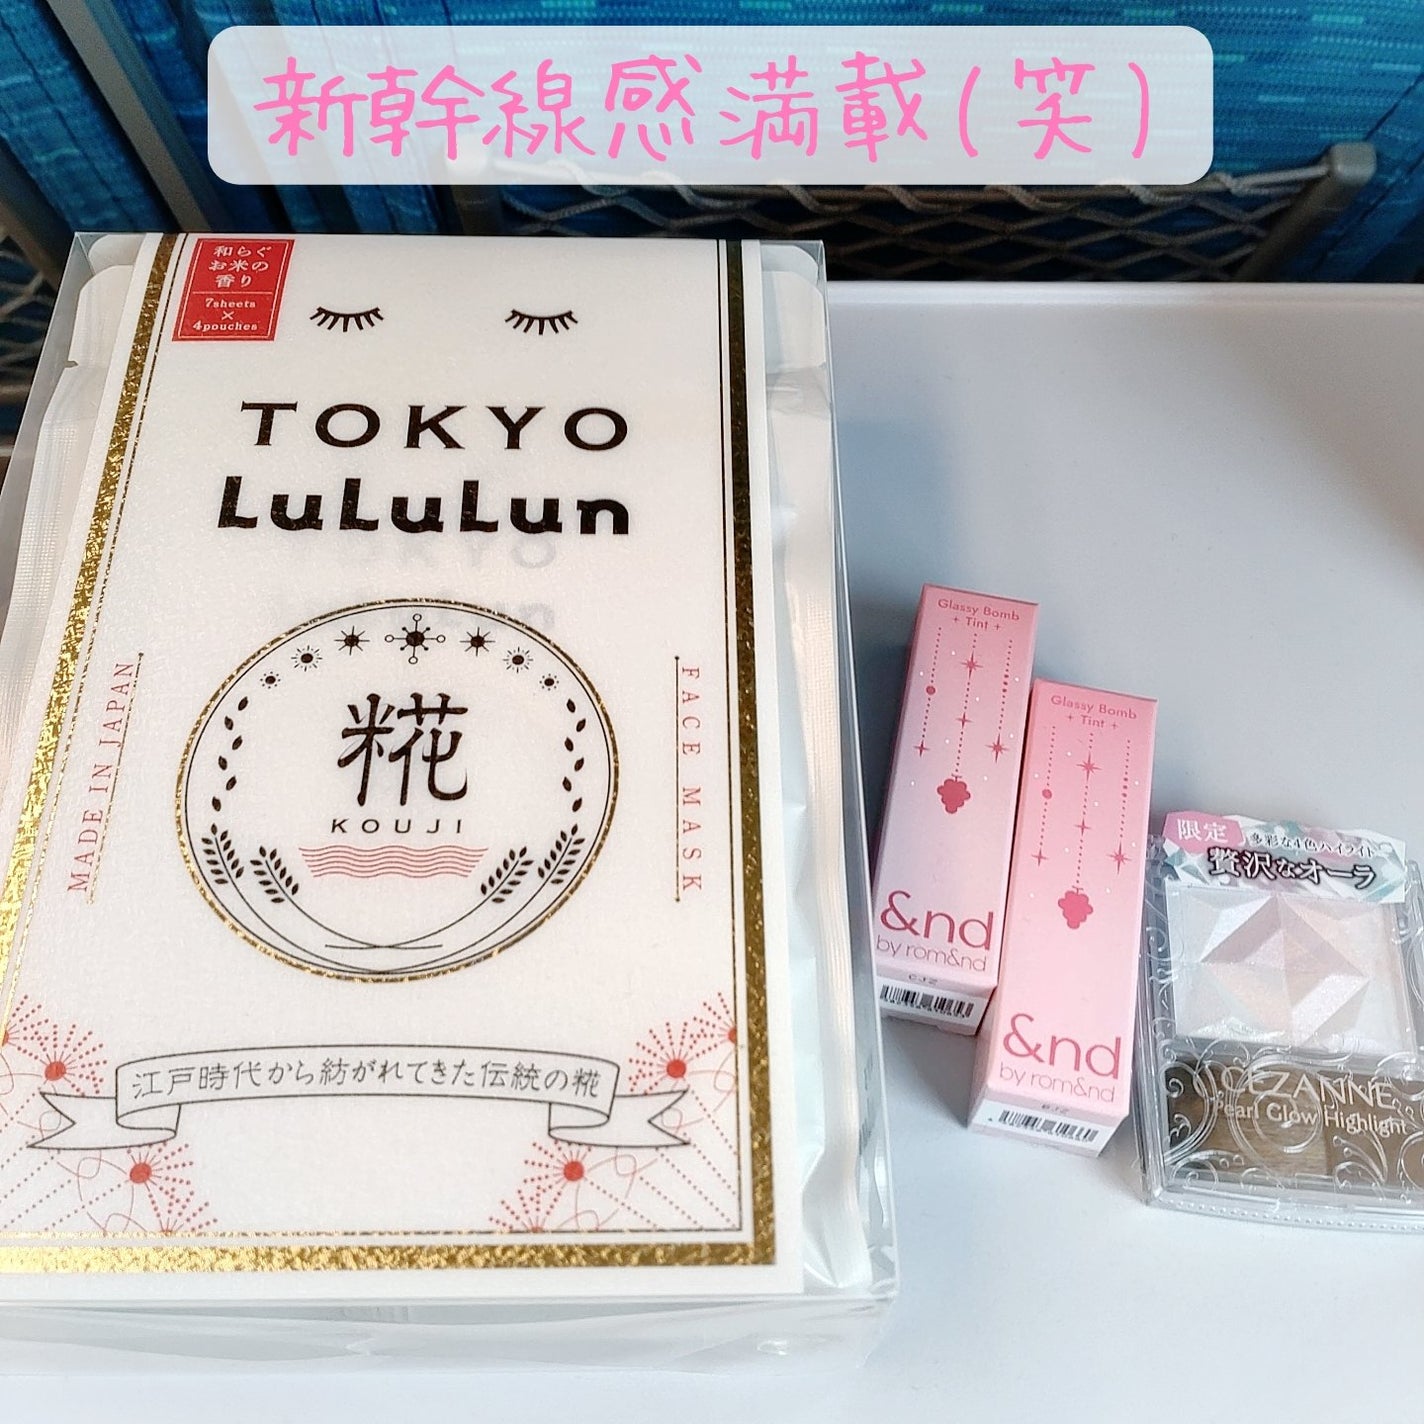 新幹線感満載(笑)
和らぐ
お米の
香り
7sheets
×
4pouches
TOKYO
LuLuLun
糀
KOUJI
MADE IN JAPAN
FACE MASK
江戸時代から紡がれてきた伝統の糀
Glassy Bomb
+ Tint +
&nd
by rom&nd
Glassy Bomb
+ Tint +
&nd
by rom&nd
限定
多彩な4色ハイライト
贅沢なオーラ
CEZANNE
Pearl Glow Highlight